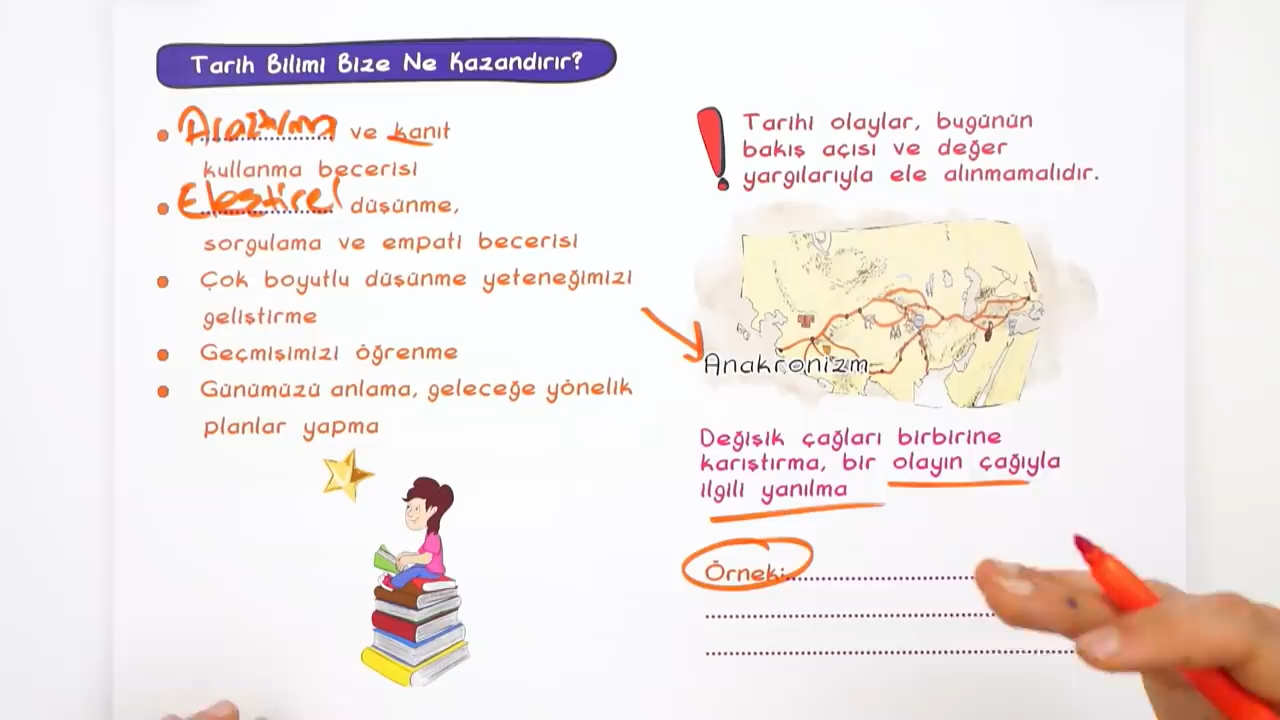 Tarih Bilimi Bize Ne Kazandırır?
• Araştırma ve kanıt
kullanma becerisi
• Eleştirel düşünme,
sorgulama ve empati becerisi
• Çok boyutlu düşünme yeteneğimizi
geliştirme
• Geçmişimizi öğrenme
• Günümüzü anlama, geleceğe yönelik
planlar yapma
Tarihi olaylar, bugünün
bakış açısı ve değer
yargılarıyla ele alınmamalıdır.
Anakronizm
Değişik çağları birbirine
karıştırma, bir olayın çağıyla
ilgili yanılma
Örnek: